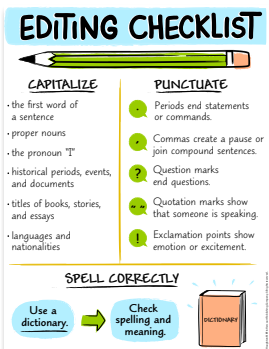 EDITING CHECKLIST
CAPITALIZE
• the first word of
a sentence
• proper nouns
• the pronoun "I"
• historical periods, events,
and documents
• titles of books, stories,
and essays
• languages and
nationalities
PUNCTUATE
. Periods end statements
or commands.
, Commas create a pause or
join compound sentences.
? Question marks
end questions.
" " Quotation marks show
that someone is speaking.
! Exclamation points show
emotion or excitement.
SPELL CORRECTLY
Use a
dictionary.
Check
spelling and
meaning.
DICTIONARY